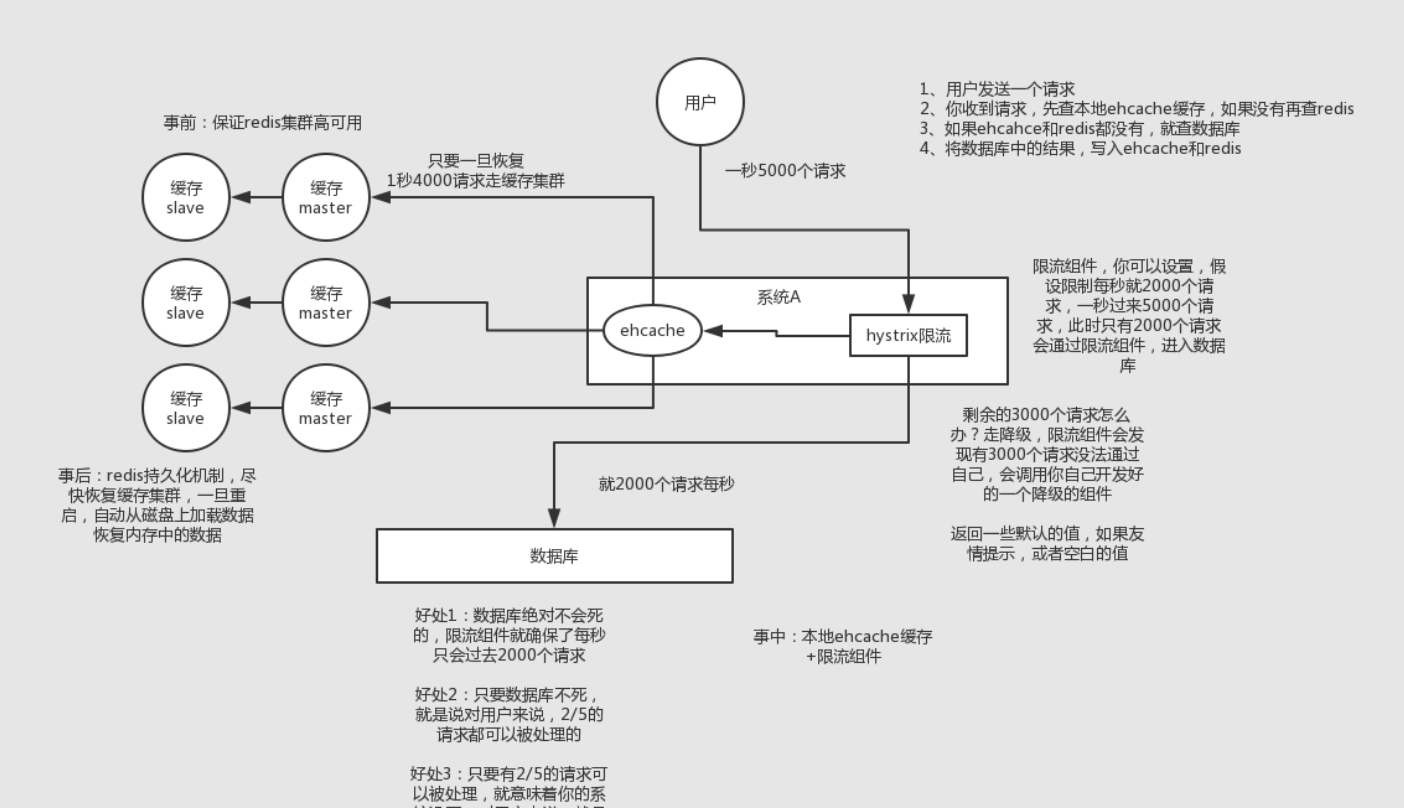 用户
1、用户发送一个请求
2、你收到请求，先查本地ehcache缓存，如果没有再查redis
3、如果ehcahce和redis都没有，就查数据库
4、将数据库中的结果，写入ehcache和redis
事前：保证redis集群高可用
只要一旦恢复
1秒4000请求走缓存集群
一秒5000个请求
缓存
slave
缓存
master
缓存
slave
缓存
master
缓存
slave
缓存
master
系统A
ehcache
hystrix限流
限流组件，你可以设置，假
设限制每秒就2000个请
求，一秒过来5000个请
求，此时只有2000个请求
会通过限流组件，进入数据
库
剩余的3000个请求怎么
办？走降级，限流组件会发
现有3000个请求没法通过
自己，会调用你自己开发好
的一个降级的组件
返回一些默认的值，如果友
情提示，或者空白的值
事后：redis持久化机制，尽
快恢复缓存集群，一旦重
启，自动从磁盘上加载数据
恢复内存中的数据
就2000个请求每秒
数据库
好处1：数据库绝对不会死
的，限流组件就确保了每秒
只会过去2000个请求
好处2：只要数据库不死，
就是说对用户来说，2/5的
请求都可以被处理的
好处3：只要有2/5的请求可
以被处理，就意味着你的系
事中：本地ehcache缓存
+限流组件